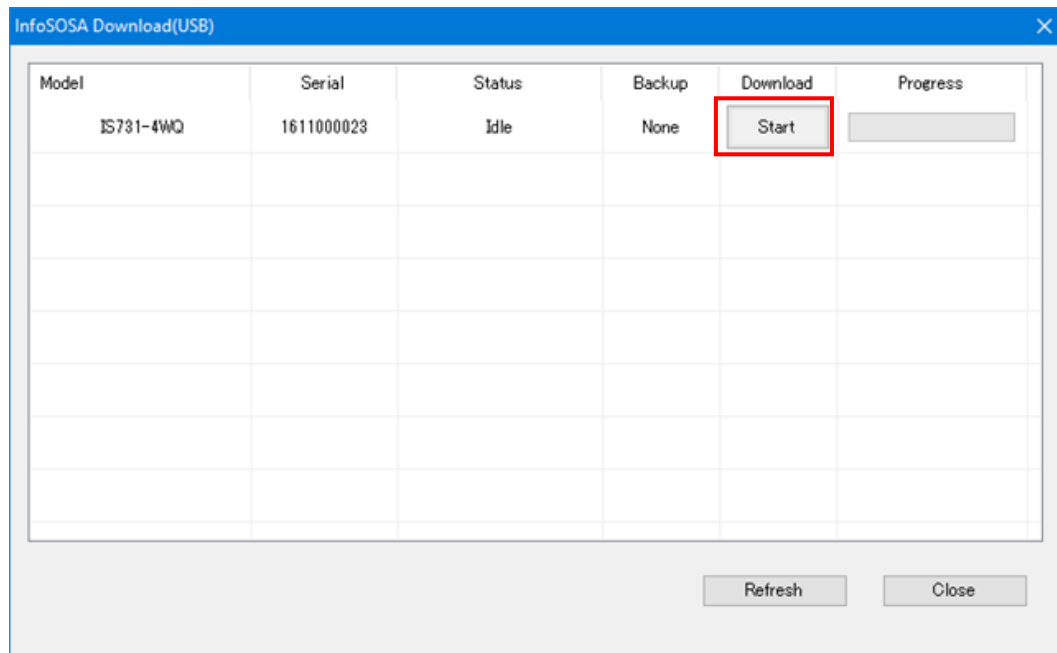 InfoSOSA Download(USB)
Model Serial Status Backup Download Progress
IS731-4WQ 1611000023 Idle None Start
Refresh Close